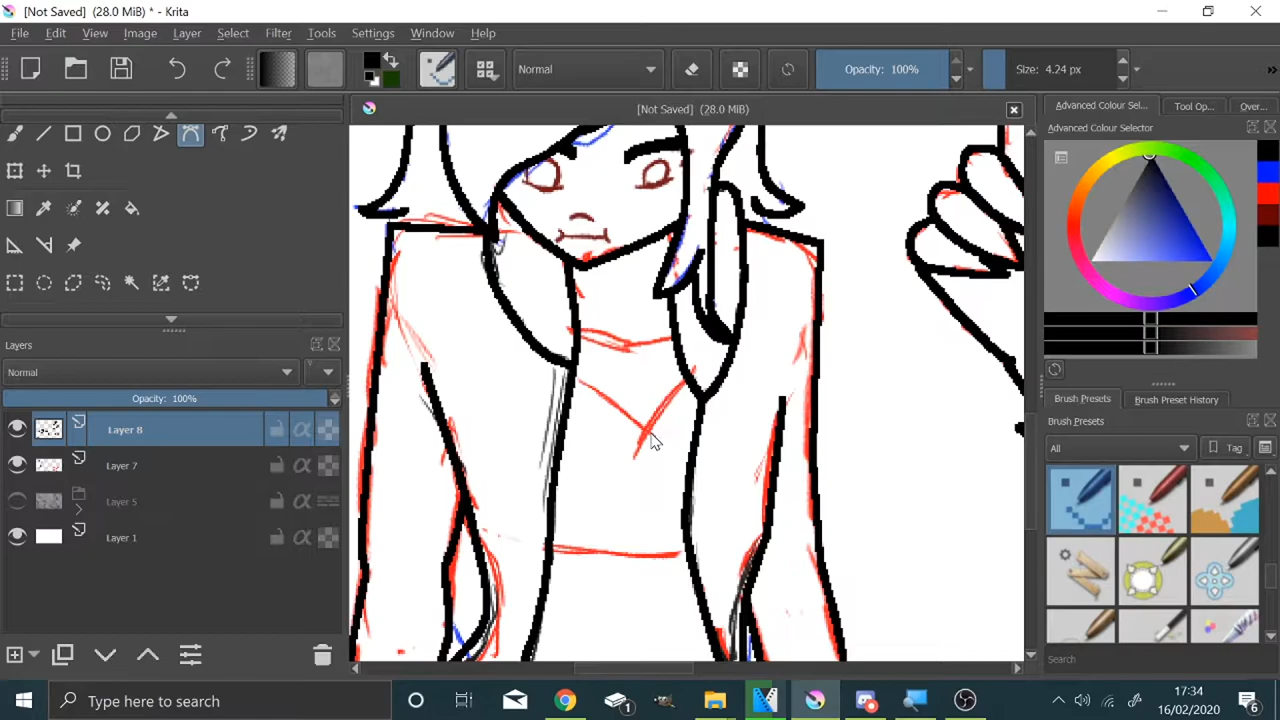 [Not Saved] (28.0 MiB) * - Krita
File Edit View Image Layer Select Filter Tools Settings Window Help
Normal Opacity: 100% Size: 4.24 px
[Not Saved] (28.0 MiB)
Advanced Colour Sel... Tool Op... Over...
Advanced Colour Selector
Layers
Normal
Opacity: 100%
Layer 8
Layer 7
Layer 5
Layer 1
Brush Presets Brush Preset History
All Tag
Search
Type here to search
1
17:34
16/02/2020
6